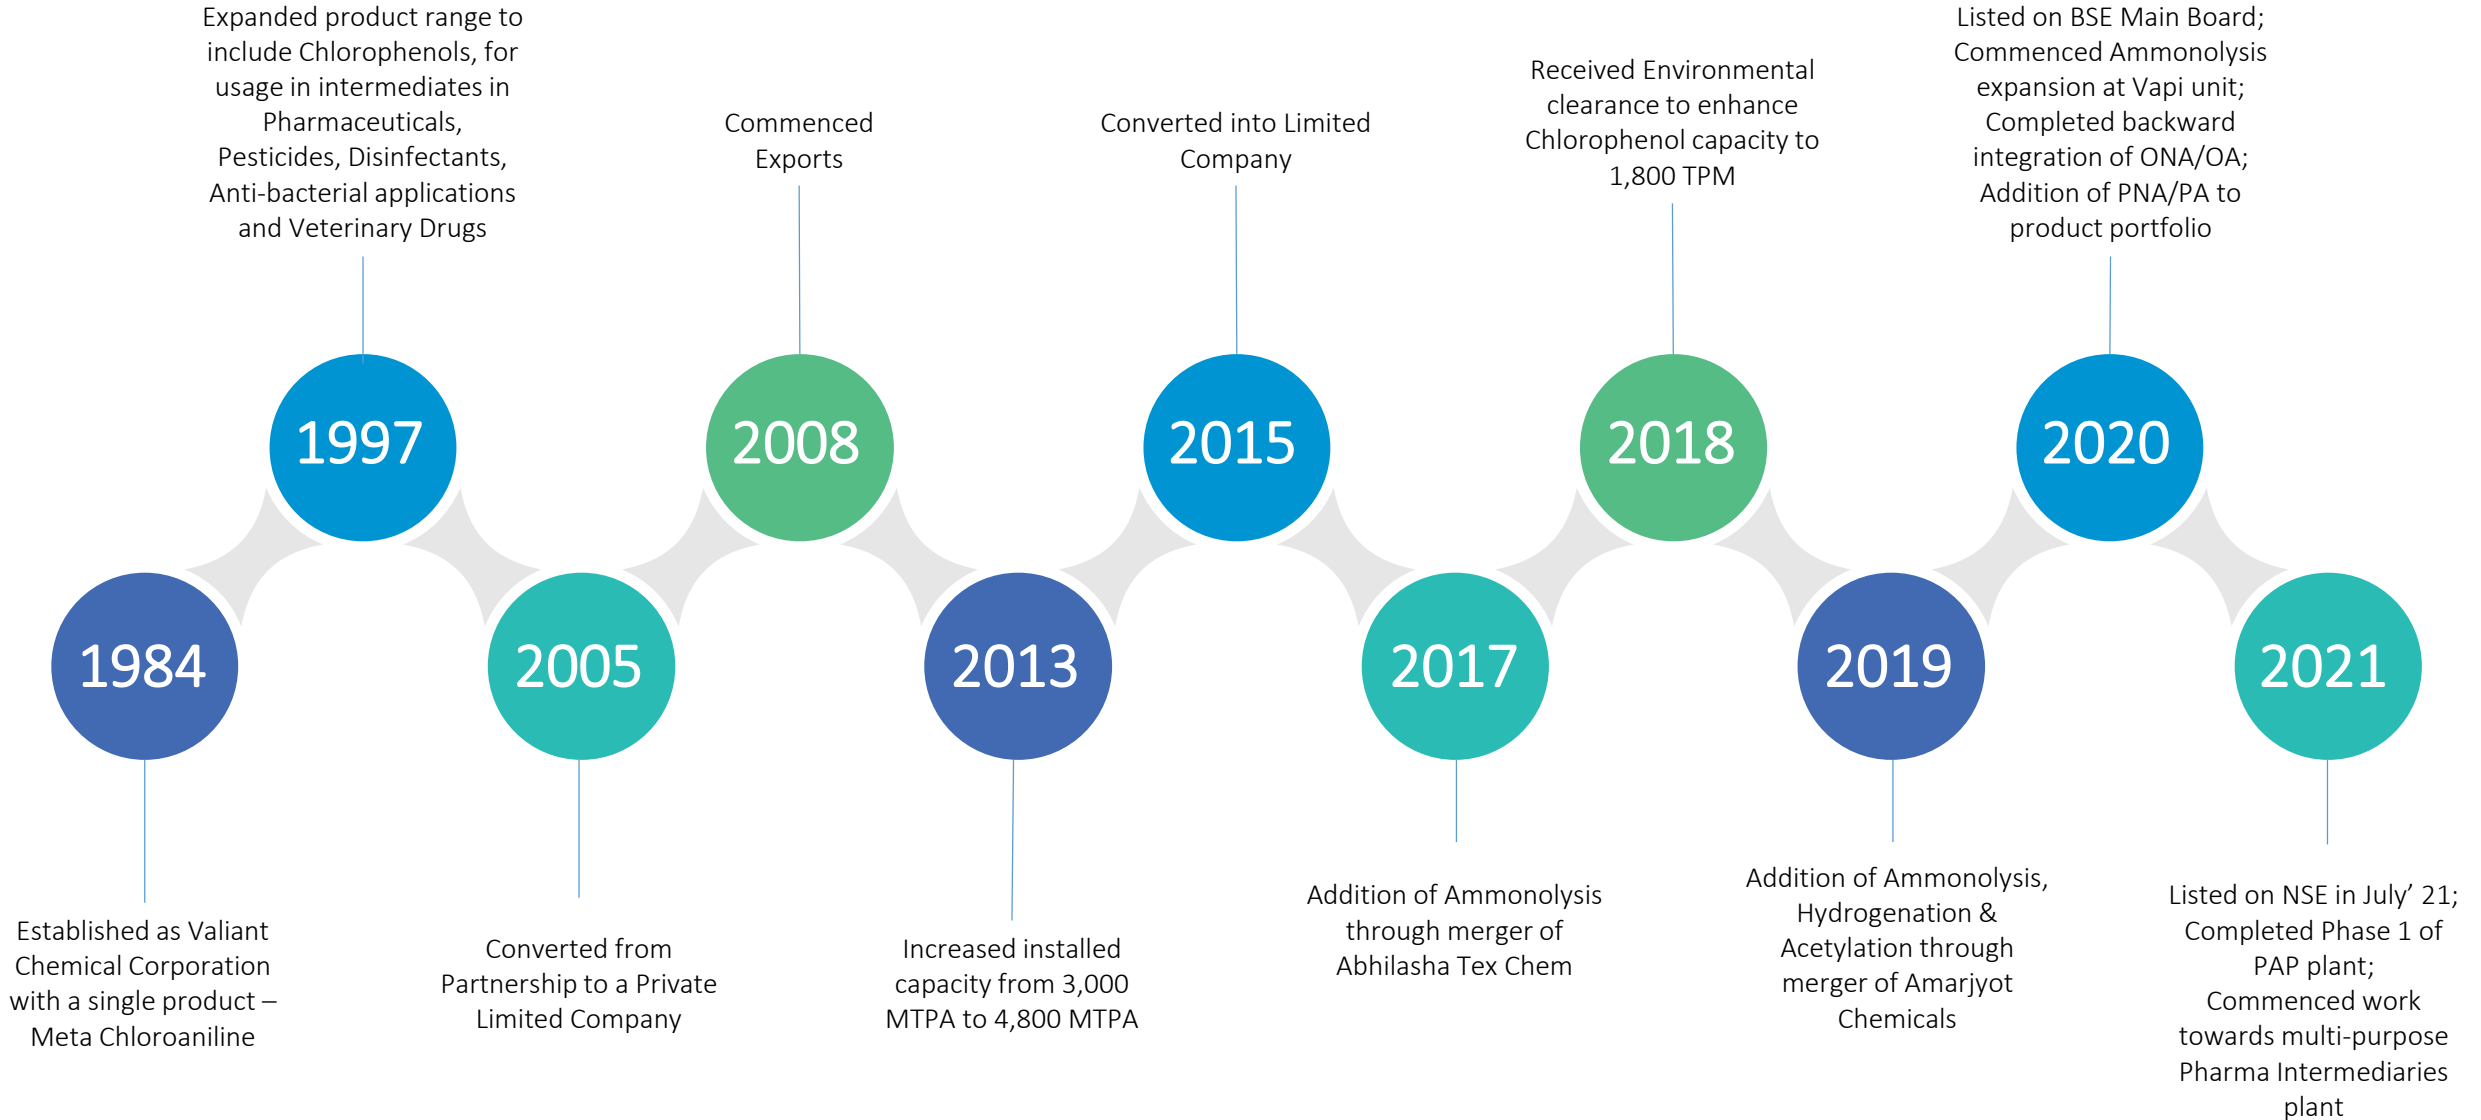 Expanded product range to
include Chlorophenols, for
usage in intermediates in
Pharmaceuticals,
Pesticides, Disinfectants,
Anti-bacterial applications
and Veterinary Drugs
Commenced
Exports
Converted into Limited
Company
Received Environmental
clearance to enhance
Chlorophenol capacity to
1,800 TPM
Listed on BSE Main Board;
Commenced Ammonolysis
expansion at Vapi unit;
Completed backward
integration of ONA/OA;
Addition of PNA/PA to
product portfolio
1997
2008
2015
2018
2020
1984
2005
2013
2017
2019
2021
Established as Valiant
Chemical Corporation
with a single product –
Meta Chloroaniline
Converted from
Partnership to a Private
Limited Company
Increased installed
capacity from 3,000
MTPA to 4,800 MTPA
Addition of Ammonolysis
through merger of
Abhilasha Tex Chem
Addition of Ammonolysis,
Hydrogenation &
Acetylation through
merger of Amarjyot
Chemicals
Listed on NSE in July’ 21;
Completed Phase 1 of
PAP plant;
Commenced work
towards multi-purpose
Pharma Intermediaries
plant